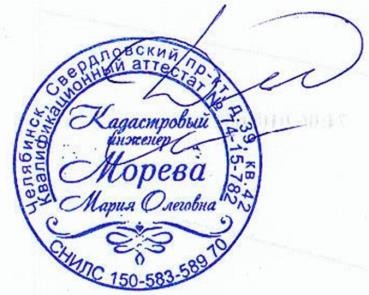 Челябинск, Свердловский пр-кт, д.39, кв.42
Квалификационный аттестат № 74-15-782
Кадастровый
инженер
Морева
Мария Олеговна
СНИЛС 150-583-589 70